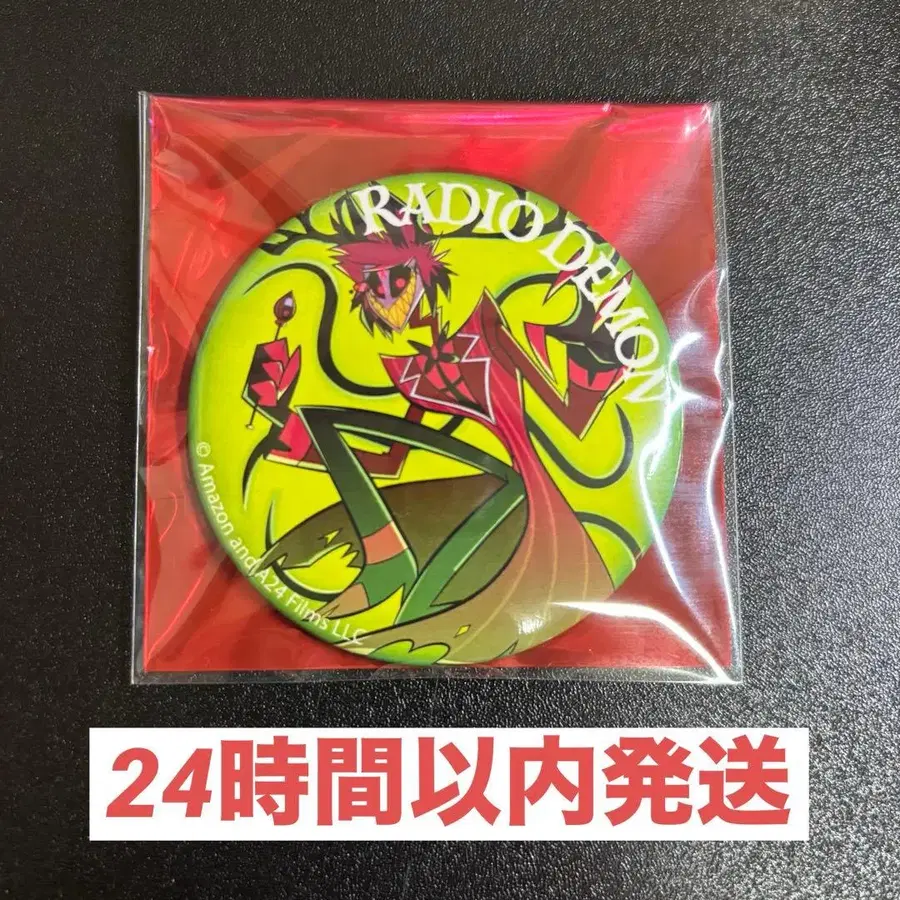 RADIO DEMON
© Amazon and A24 Films LLC
24時間以内発送